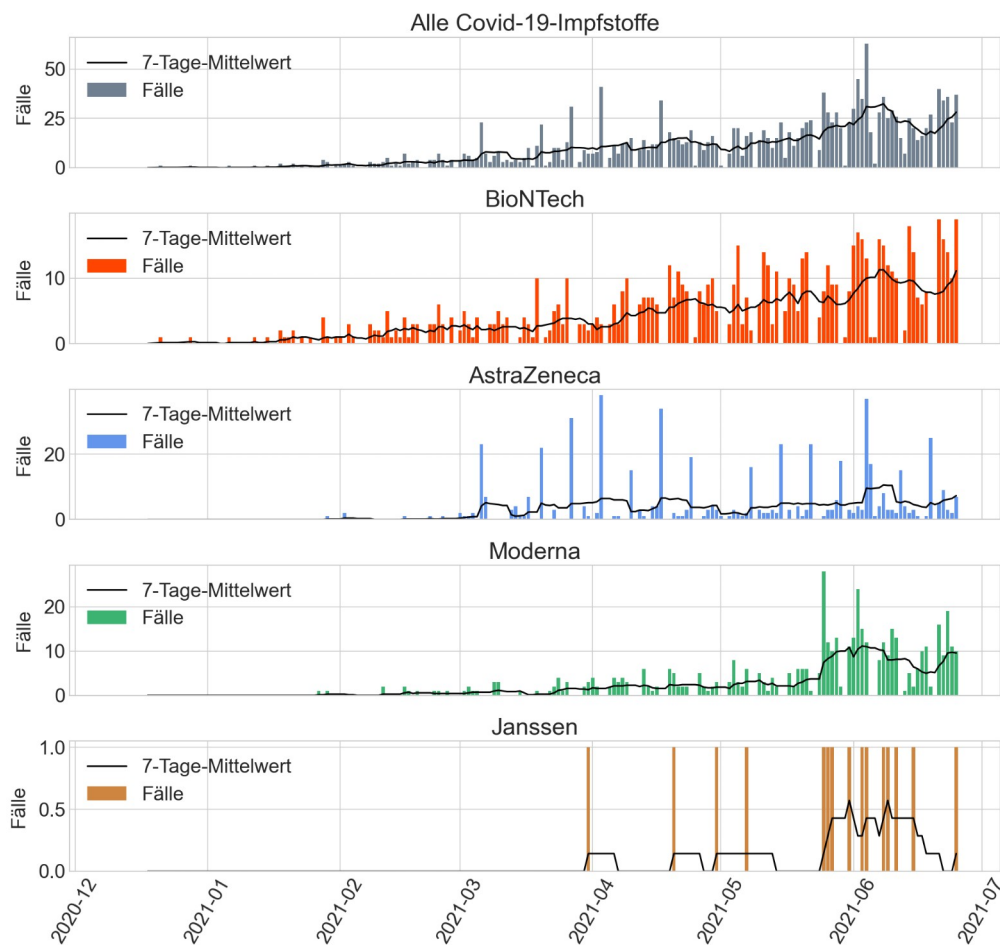 Alle Covid-19-Impfstoffe
Fälle
50
25
0
7-Tage-Mittelwert
Fälle
BioNTech
Fälle
10
0
7-Tage-Mittelwert
Fälle
AstraZeneca
Fälle
20
0
7-Tage-Mittelwert
Fälle
Moderna
Fälle
20
10
0
7-Tage-Mittelwert
Fälle
Janssen
Fälle
1.0
0.5
0.0
7-Tage-Mittelwert
Fälle
2020-12
2021-01
2021-02
2021-03
2021-04
2021-05
2021-06
2021-07